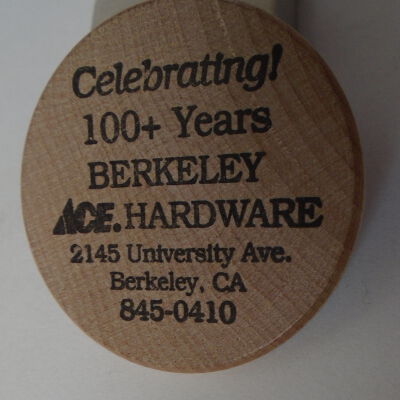 Celebrating!
100+ Years
BERKELEY
ACE. HARDWARE
2145 University Ave.
Berkeley, CA
845-0410